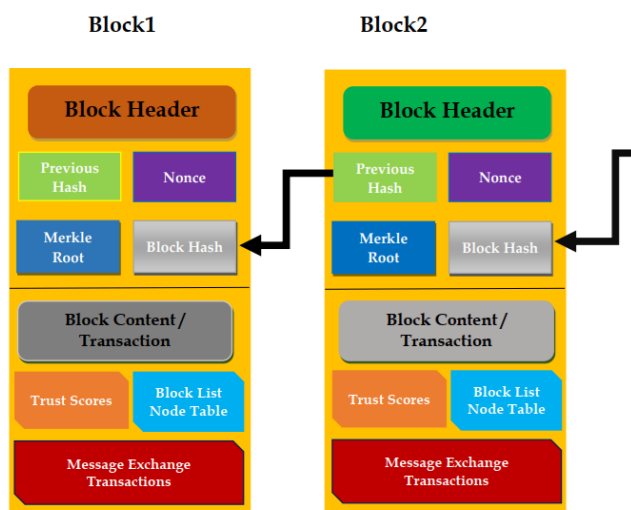 Block1
Block2
Block Header
Previous
Hash
Nonce
Merkle
Root
Block Hash
Block Content/
Transaction
Trust Scores
Block List
Node Table
Message Exchange
Transactions
Block Header
Previous
Hash
Nonce
Merkle
Root
Block Hash
Block Content/
Transaction
Trust Scores
Block List
Node Table
Message Exchange
Transactions